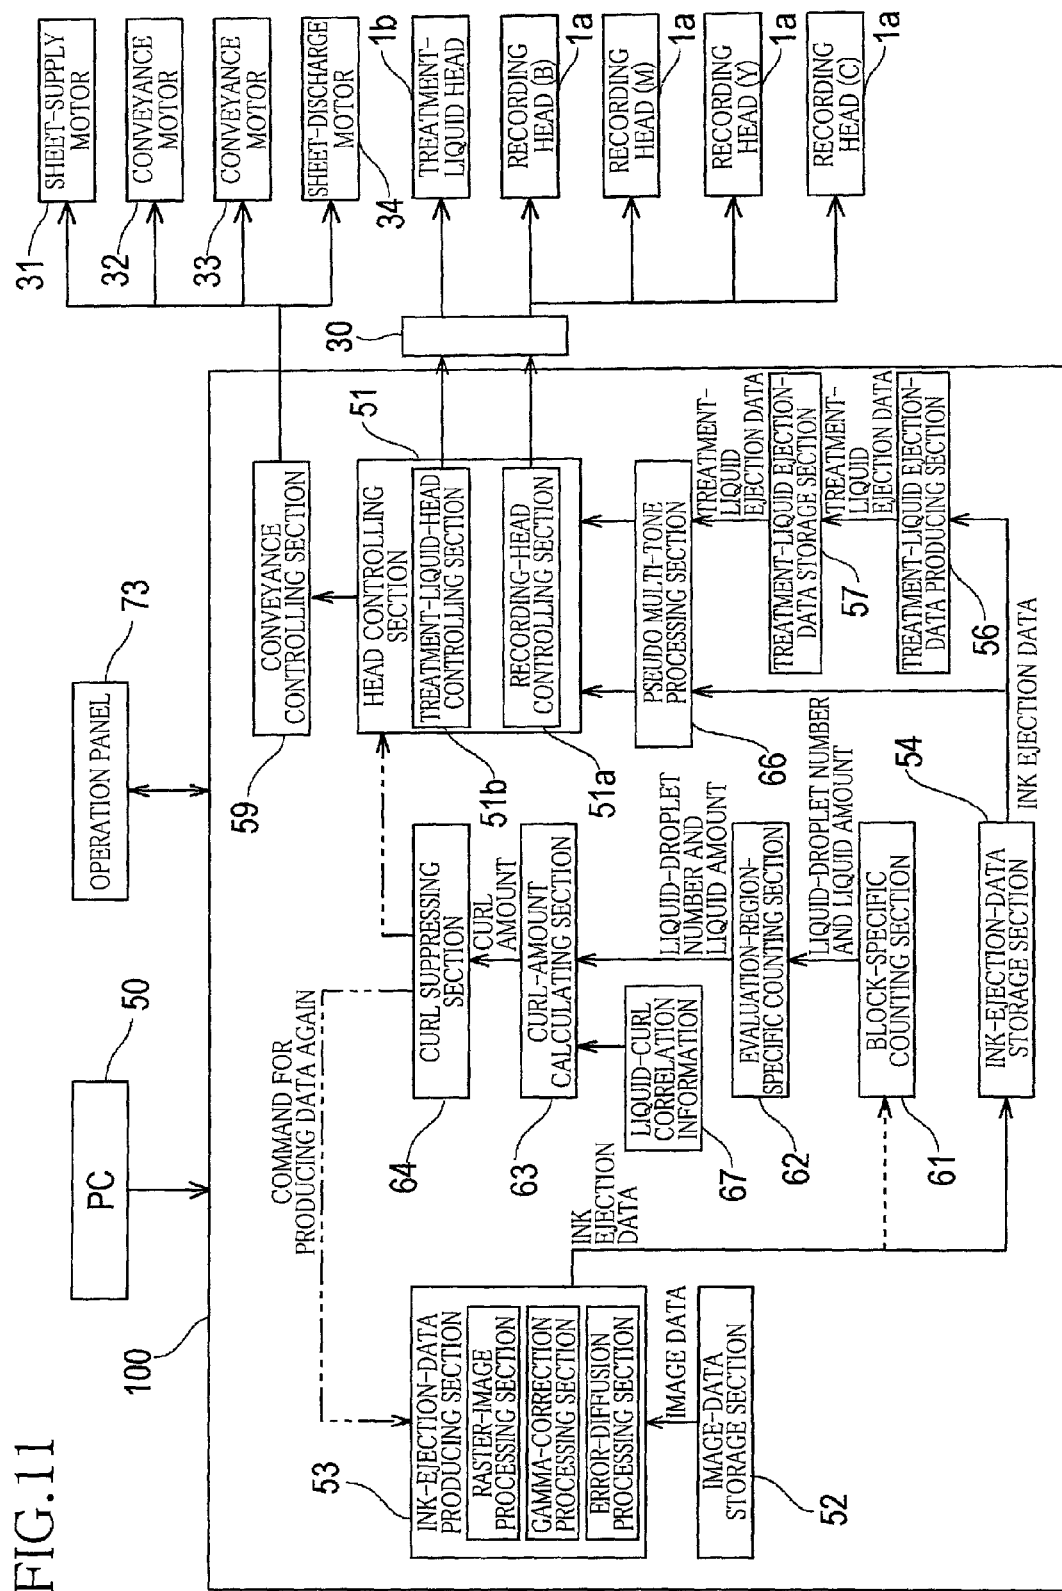 FIG.11
PC
50
OPERATION PANEL
73
100
COMMAND FOR
PRODUCING DATA AGAIN
53
INK-EJECTION-DATA
PRODUCING SECTION
RASTER-IMAGE
PROCESSING SECTION
GAMMA-CORRECTION
PROCESSING SECTION
ERROR-DIFFUSION
PROCESSING SECTION
IMAGE DATA
IMAGE-DATA
STORAGE SECTION
52
INK
EJECTION
DATA
64
CURL SUPPRESSING
SECTION
CURL
AMOUNT
63
CURL-AMOUNT
CALCULATING SECTION
LIQUID-CURL
CORRELATION
INFORMATION
67
LIQUID-DROPLET
NUMBER AND
LIQUID AMOUNT
62
EVALUATION-REGION-
SPECIFIC COUNTING SECTION
LIQUID-DROPLET NUMBER
AND LIQUID AMOUNT
61
BLOCK-SPECIFIC
COUNTING SECTION
54
INK-EJECTION-DATA
STORAGE SECTION
INK EJECTION DATA
59
CONVEYANCE
CONTROLLING SECTION
51
HEAD CONTROLLING
SECTION
51b
TREATMENT-LIQUID-HEAD
CONTROLLING SECTION
51a
RECORDING-HEAD
CONTROLLING SECTION
66
PSEUDO MULTI-TONE
PROCESSING SECTION
TREATMENT-
LIQUID
EJECTION DATA
TREATMENT-LIQUID EJECTION-
DATA STORAGE SECTION
57
TREATMENT-
LIQUID
EJECTION DATA
TREATMENT-LIQUID EJECTION-
DATA PRODUCING SECTION
56
30
31
SHEET-SUPPLY
MOTOR
32
CONVEYANCE
MOTOR
33
CONVEYANCE
MOTOR
SHEET-DISCHARGE
MOTOR
34
TREATMENT-
LIQUID HEAD
1b
RECORDING
HEAD (B)
1a
RECORDING
HEAD (M)
1a
RECORDING
HEAD (Y)
1a
RECORDING
HEAD (C)
1a